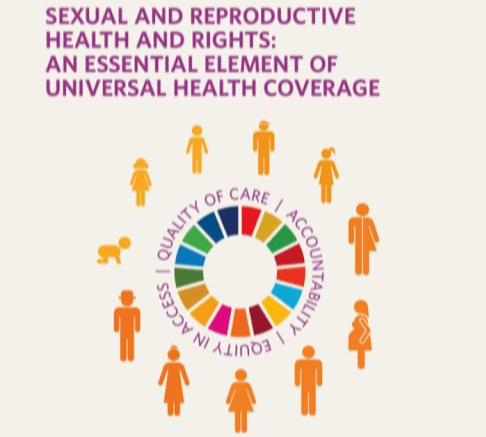 SEXUAL AND REPRODUCTIVE
HEALTH AND RIGHTS:
AN ESSENTIAL ELEMENT OF
UNIVERSAL HEALTH COVERAGE
QUALITY OF CARE | ACCOUNTABILITY | EQUITY IN ACCESS |